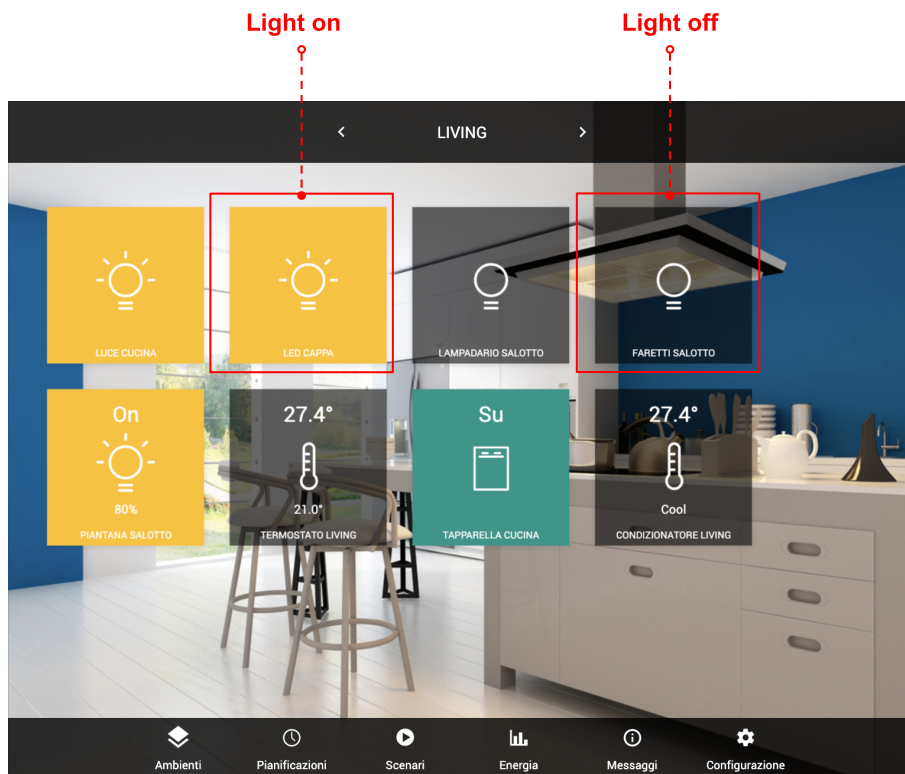 Light on
Light off
LIVING
LUCE CUCINA
LED CAPPA
LAMPADARIO SALOTTO
FARETTI SALOTTO
On
80%
PIANTANA SALOTTO
27.4°
21.0°
TERMOSTATO LIVING
Su
TAPPARELLA CUCINA
27.4°
Cool
CONDIZIONATORE LIVING
Ambienti
Pianificazioni
Scenari
Energia
Messaggi
Configurazione